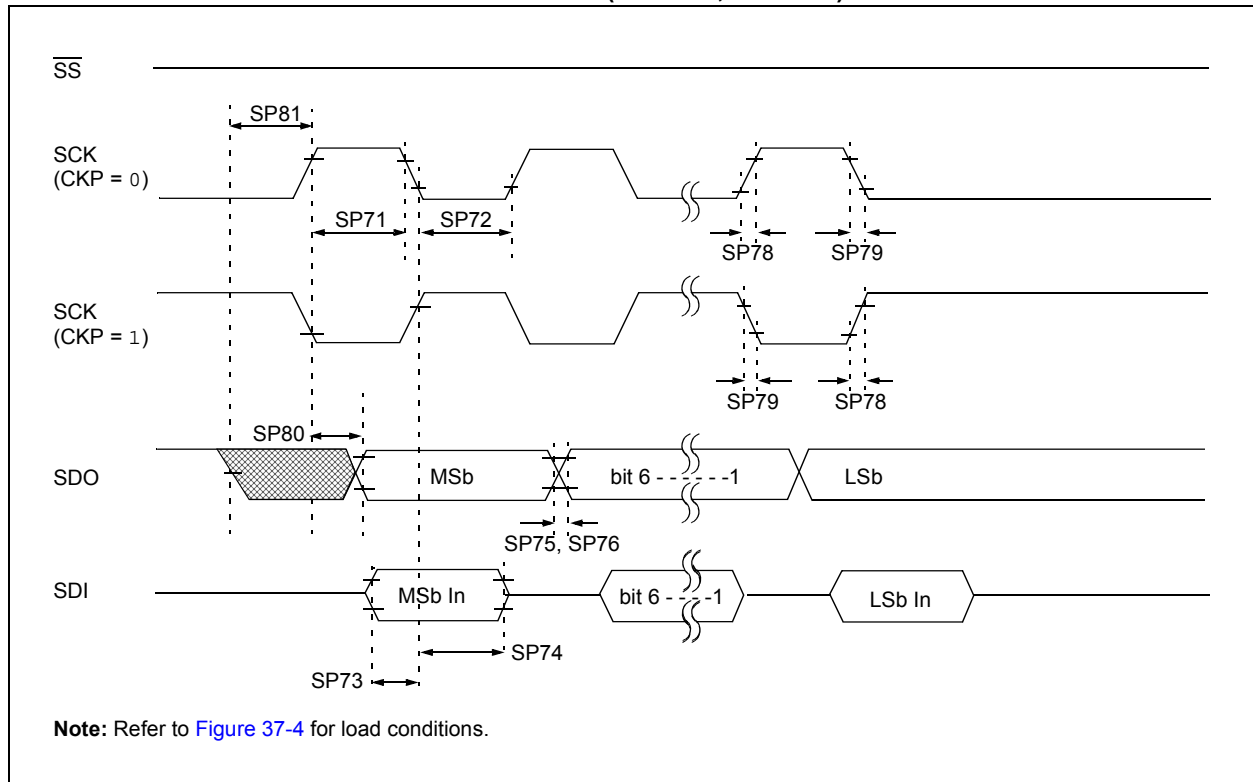 SS
SP81
SCK
(CKP = 0)
SP71
SP72
SP78
SP79
SCK
(CKP = 1)
SP79
SP78
SP80
SDO
MSb
bit 6 - - - - - -1
LSb
SP75, SP76
SDI
MSb In
bit 6 - - - -1
LSb In
SP74
SP73
Note: Refer to Figure 37-4 for load conditions.